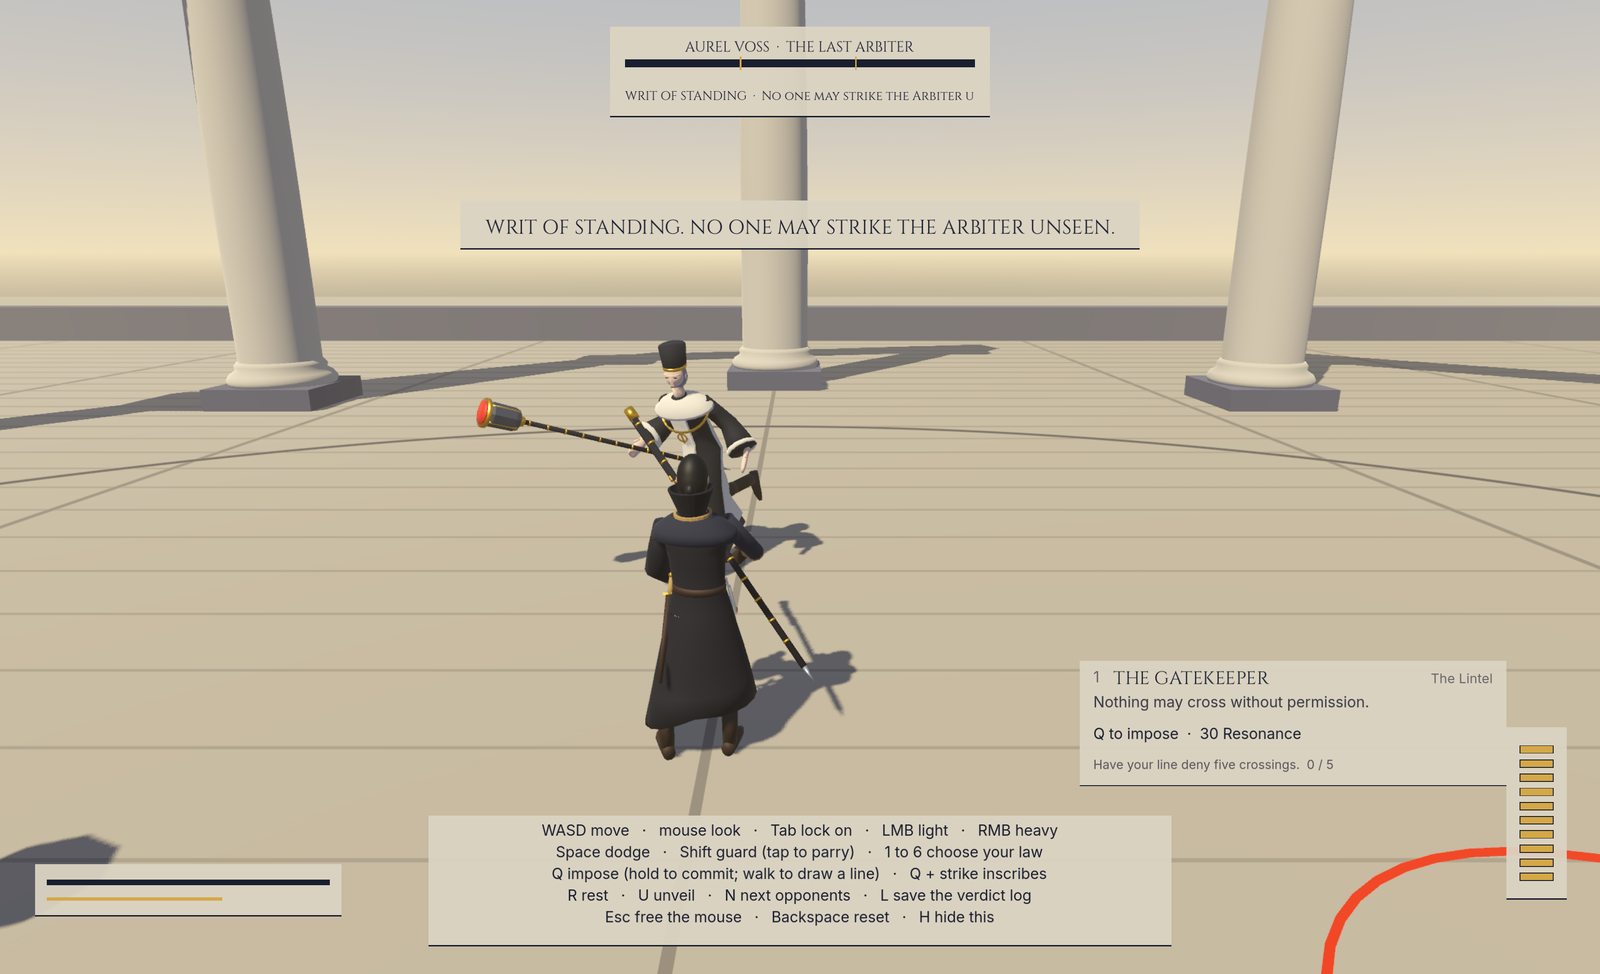 AUREL VOSS · THE LAST ARBITER
WRIT OF STANDING · NO ONE MAY STRIKE THE ARBITER U
WRIT OF STANDING. NO ONE MAY STRIKE THE ARBITER UNSEEN.
1 THE GATEKEEPER The Lintel
Nothing may cross without permission.
Q to impose · 30 Resonance
Have your line deny five crossings. 0 / 5
WASD move · mouse look · Tab lock on · LMB light · RMB heavy
Space dodge · Shift guard (tap to parry) · 1 to 6 choose your law
Q impose (hold to commit; walk to draw a line) · Q + strike inscribes
R rest · U unveil · N next opponents · L save the verdict log
Esc free the mouse · Backspace reset · H hide this